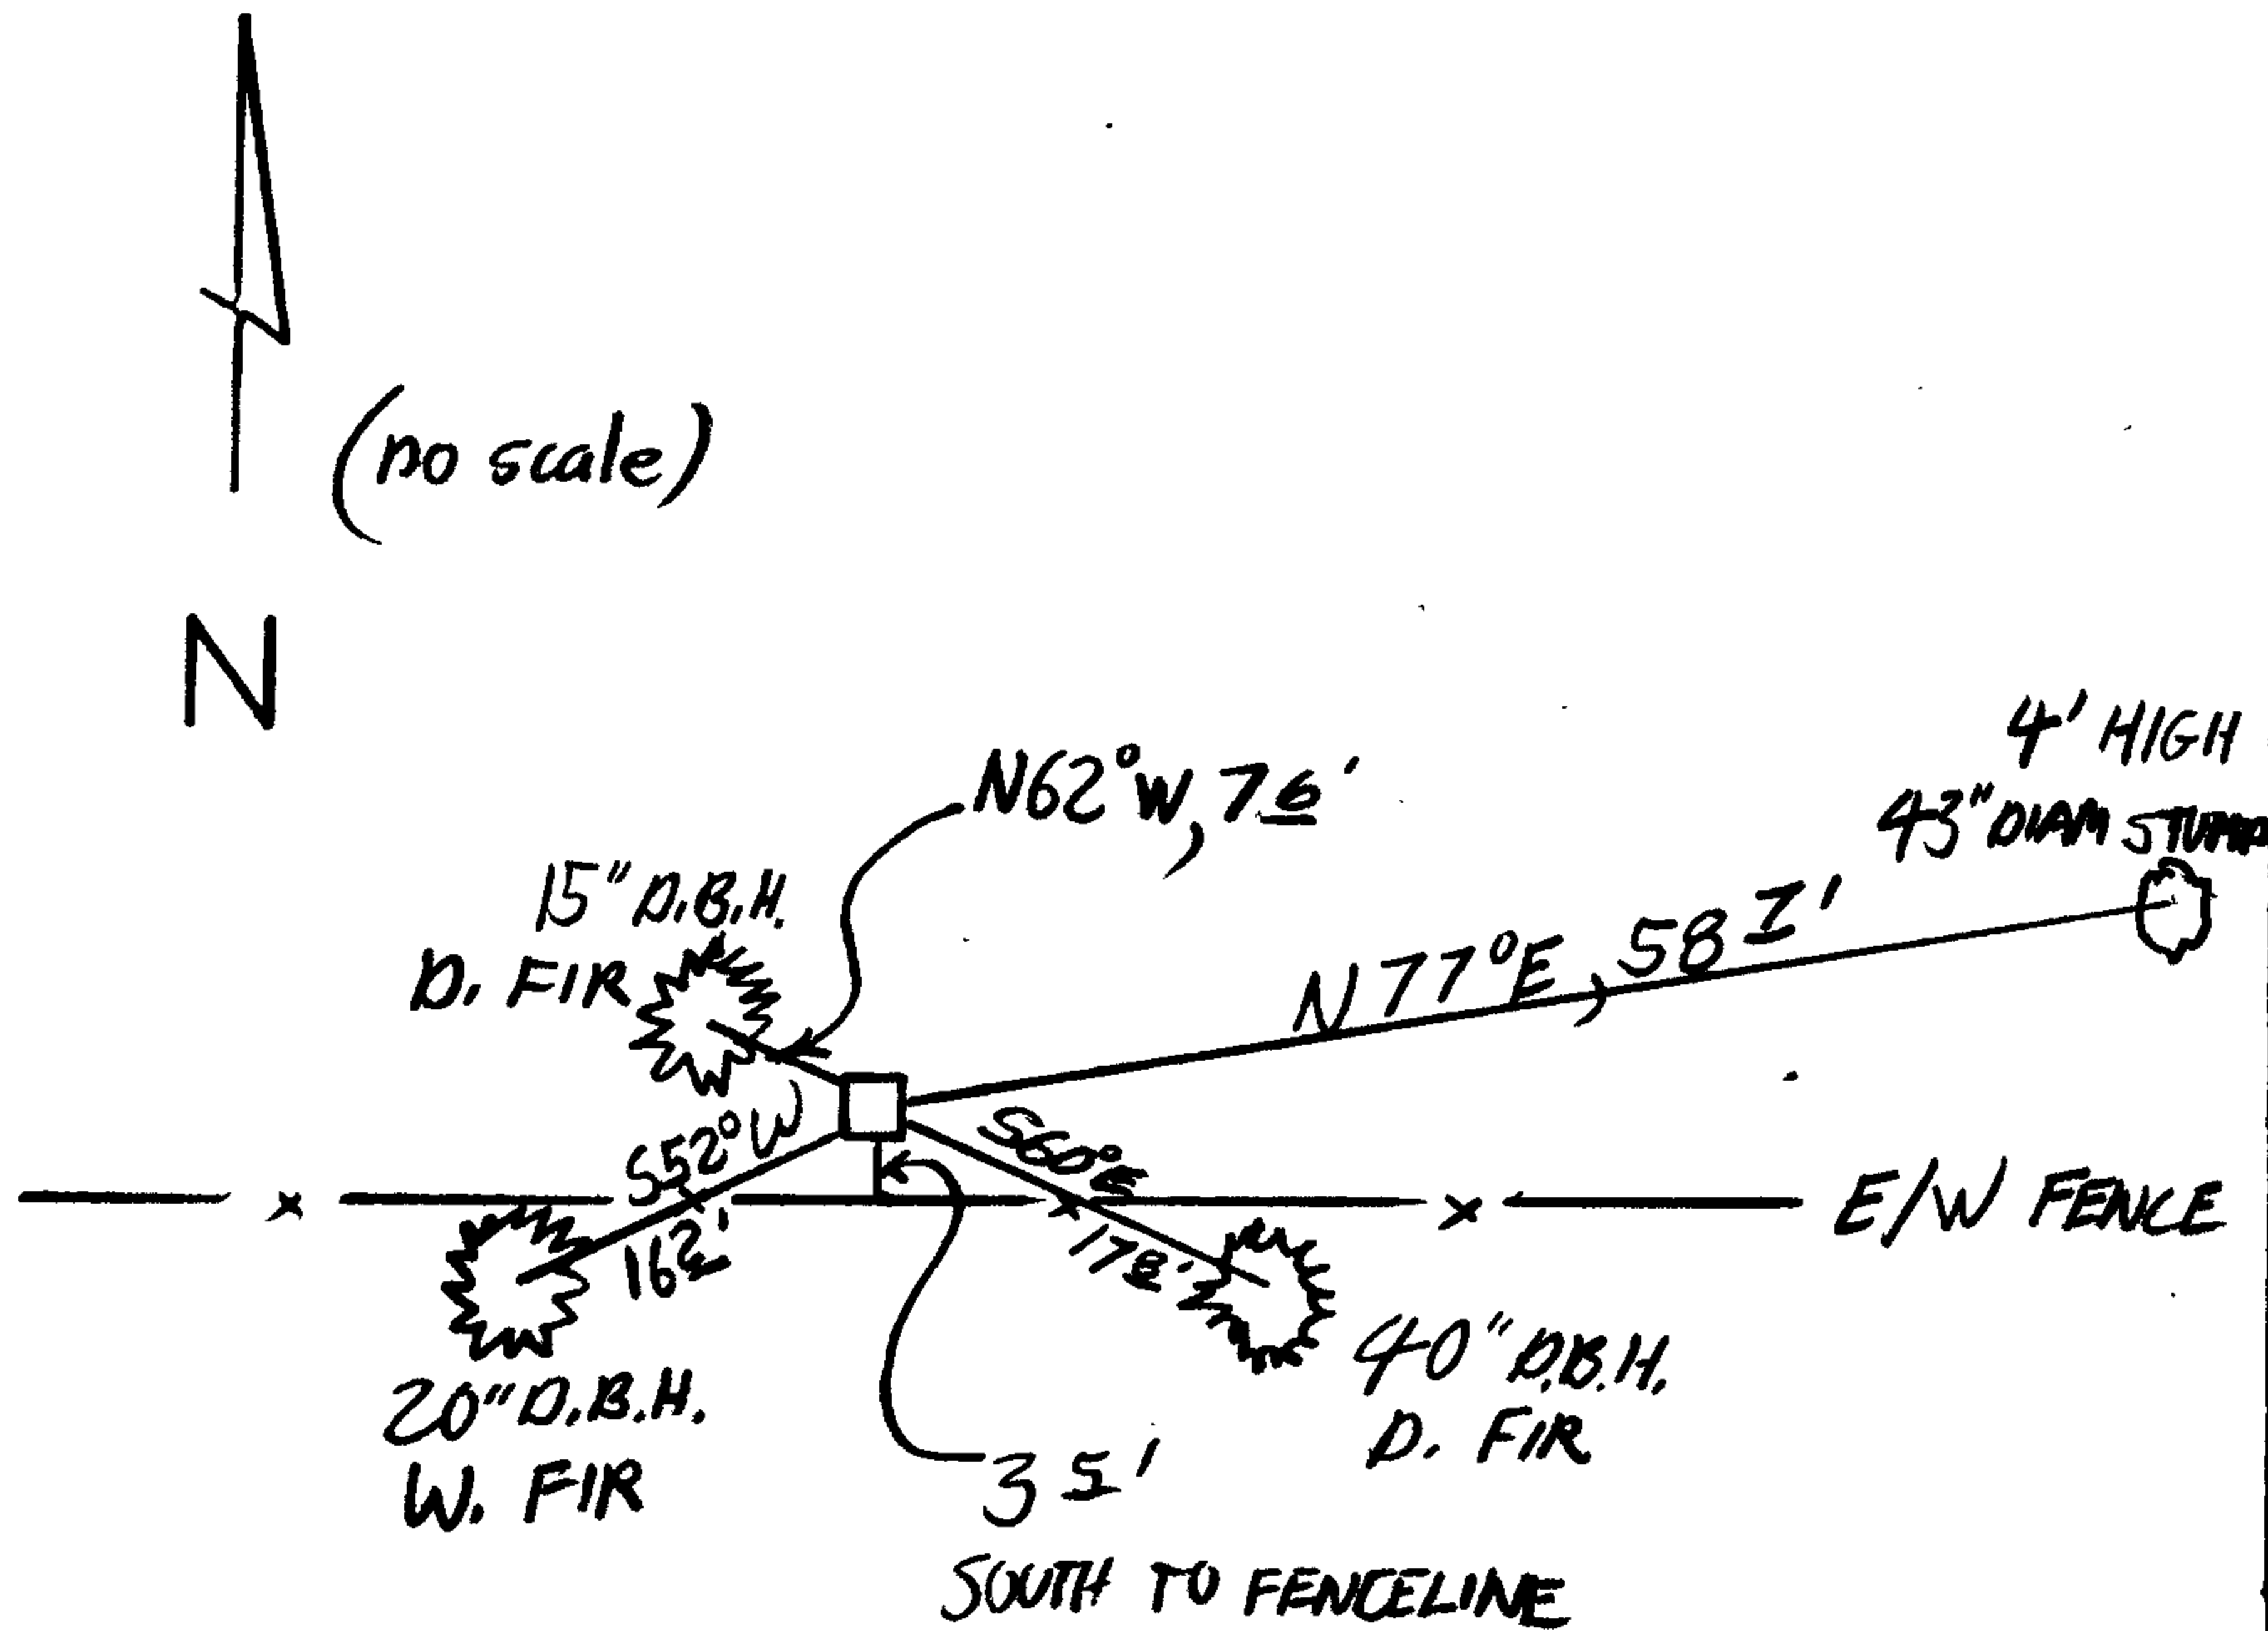 (no scale)
N
4' HIGH
43" DIAM STUMP
N62°W, 76'
15" D.B.H.
D. FIR
N77°E, 581'
S52°W
162'
S60°E
178'
E/W FENCE
20" D.B.H.
W. FIR
40" D.B.H.
D. FIR
35'
SOUTH TO FENCELINE